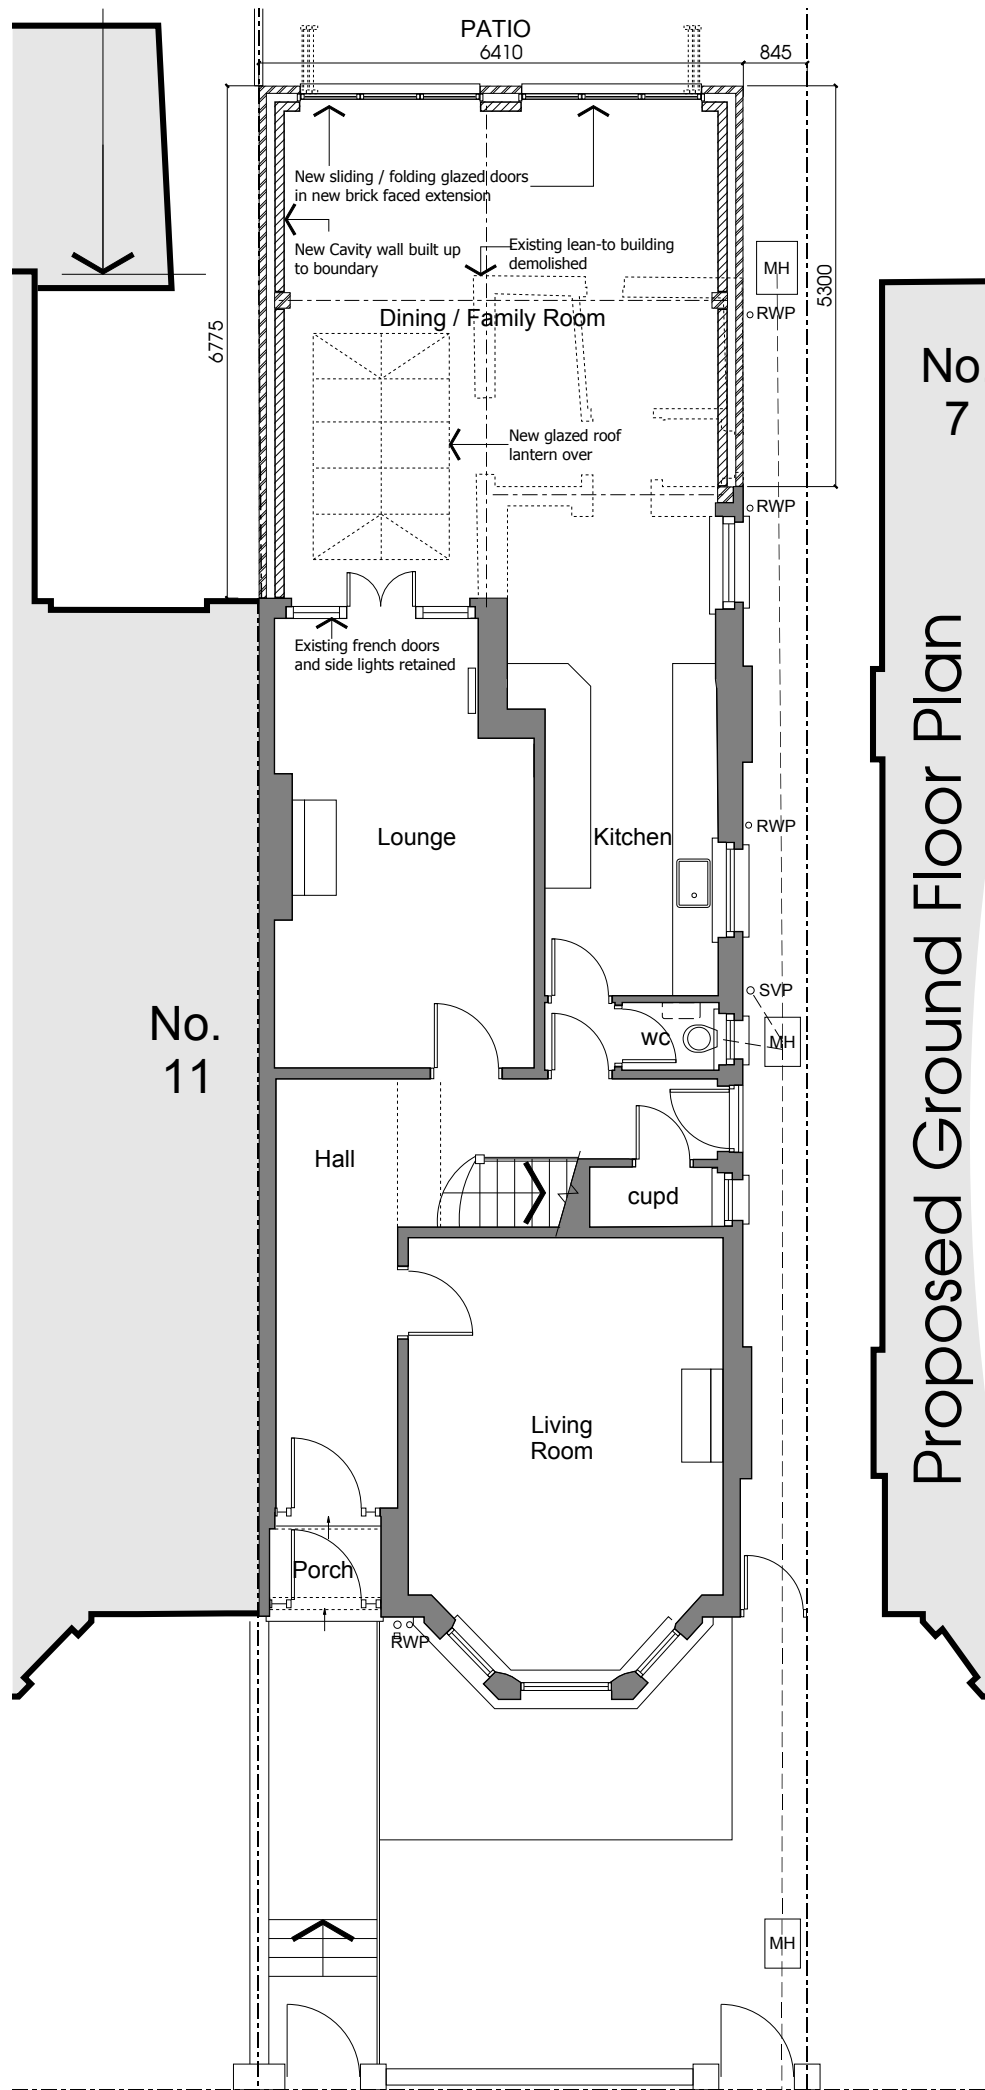 PATIO
6410
845
New sliding / folding glazed doors
in new brick faced extension
New Cavity wall built up
to boundary
Existing lean-to building
demolished
MH
RWP
5300
6775
Dining / Family Room
No
7
New glazed roof
lantern over
RWP
Existing french doors
and side lights retained
Lounge
Kitchen
RWP
SVP
No.
11
wc
MH
Hall
cupd
Proposed Ground Floor Plan
Living
Room
Porch
RWP
MH